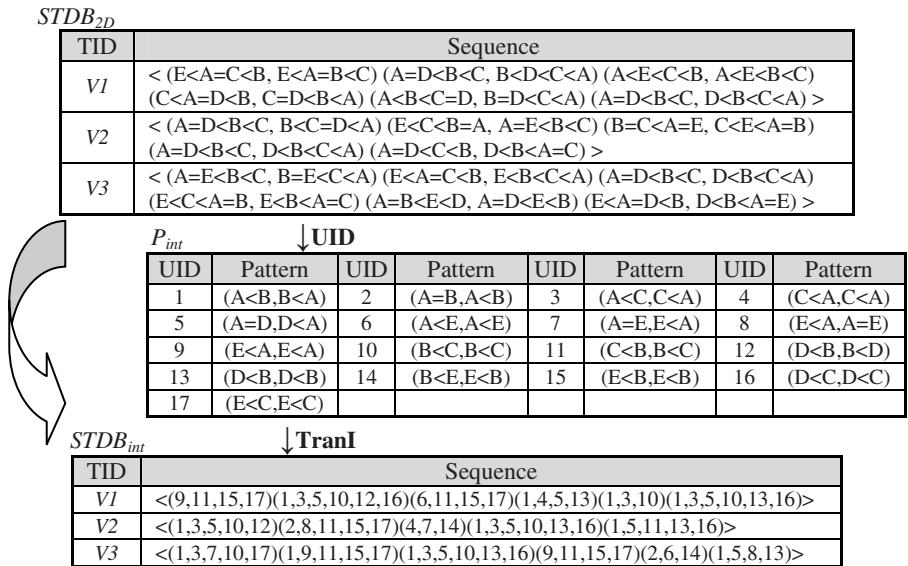 STDB2D
TID Sequence
V1 < (E<A=C<B, E<A=B<C) (A=D<B<C, B<D<C<A) (A<E<C<B, A<E<B<C)
(C<A=D<B, C=D<B<A) (A<B<C=D, B=D<C<A) (A=D<B<C, D<B<C<A) >
V2 < (A=D<B<C, B<C=D<A) (E<C<B=A, A=E<B<C) (B=C<A=E, C<E<A=B)
(A=D<B<C, D<B<C<A) (A=D<C<B, D<B<A=C) >
V3 < (A=E<B<C, B=E<C<A) (E<A=C<B, E<B<C<A) (A=D<B<C, D<B<C<A)
(E<C<A=B, E<B<A=C) (A=B<E<D, A=D<E<B) (E<A=D<B, D<B<A=E) >
Pint ↓UID
UID Pattern UID Pattern UID Pattern UID Pattern
1 (A<B,B<A) 2 (A=B,A<B) 3 (A<C,C<A) 4 (C<A,C<A)
5 (A=D,D<A) 6 (A<E,A<E) 7 (A=E,E<A) 8 (E<A,A=E)
9 (E<A,E<A) 10 (B<C,B<C) 11 (C<B,B<C) 12 (D<B,B<D)
13 (D<B,D<B) 14 (B<E,E<B) 15 (E<B,E<B) 16 (D<C,D<C)
17 (E<C,E<C)
STDBint ↓TranI
TID Sequence
V1 <(9,11,15,17)(1,3,5,10,12,16)(6,11,15,17)(1,4,5,13)(1,3,10)(1,3,5,10,13,16)>
V2 <(1,3,5,10,12)(2,8,11,15,17)(4,7,14)(1,3,5,10,13,16)(1,5,11,13,16)>
V3 <(1,3,7,10,17)(1,9,11,15,17)(1,3,5,10,13,16)(9,11,15,17)(2,6,14)(1,5,8,13)>